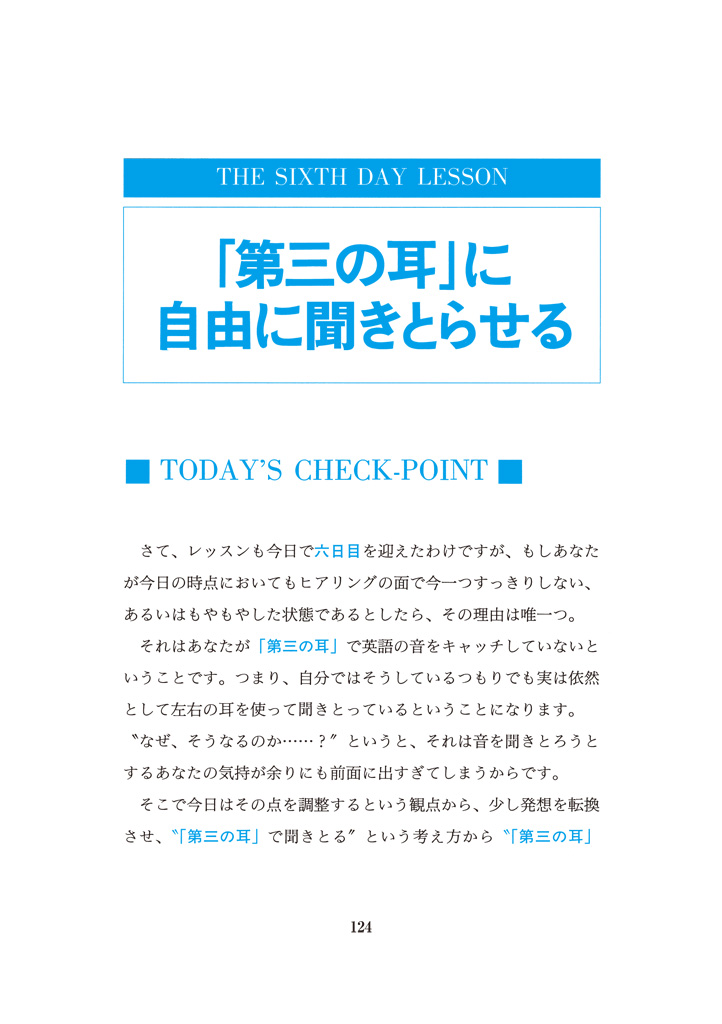 THE SIXTH DAY LESSON
「第三の耳」に
自由に聞きとらせる
■ TODAY'S CHECK-POINT ■
さて、レッスンも今日で六日目を迎えたわけですが、もしあなた
が今日の時点においてもヒアリングの面で今一つすっきりしない、
あるいはもやもやした状態であるとしたら、その理由は唯一つ。
それはあなたが「第三の耳」で英語の音をキャッチしていないと
いうことです。つまり、自分ではそうしているつもりでも実は依然
として左右の耳を使って聞きとっているということになります。
〝なぜ、そうなるのか……？〞というと、それは音を聞きとろうと
するあなたの気持が余りにも前面に出すぎてしまうからです。
そこで今日はその点を調整するという観点から、少し発想を転換
させ、〝「第三の耳」で聞きとる〞という考え方から〝「第三の耳」
124